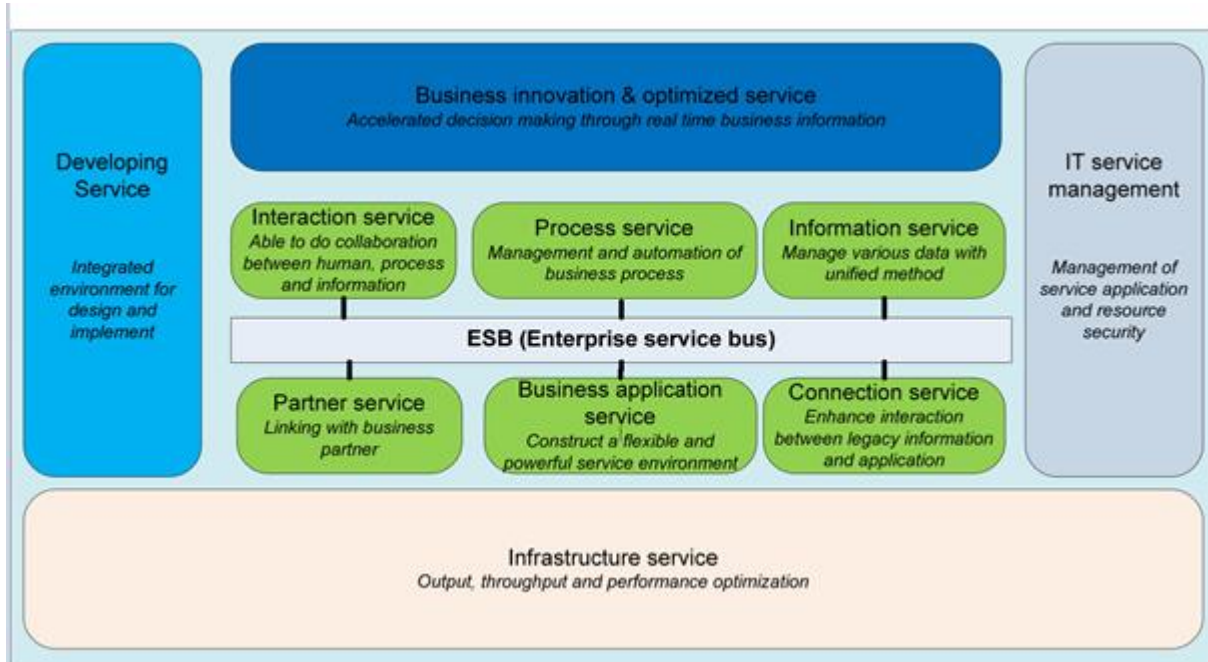 Business innovation & optimized service
Accelerated decision making through real time business information
Developing
Service
Integrated
environment for
design and
implement
IT service
management
Management of
service application
and resource
security
Interaction service
Able to do collaboration
between human, process
and information
Process service
Management and automation of
business process
Information service
Manage various data with
unified method
ESB (Enterprise service bus)
Partner service
Linking with business
partner
Business application
service
Construct a flexible and
powerful service environment
Connection service
Enhance interaction
between legacy information
and application
Infrastructure service
Output, throughput and performance optimization